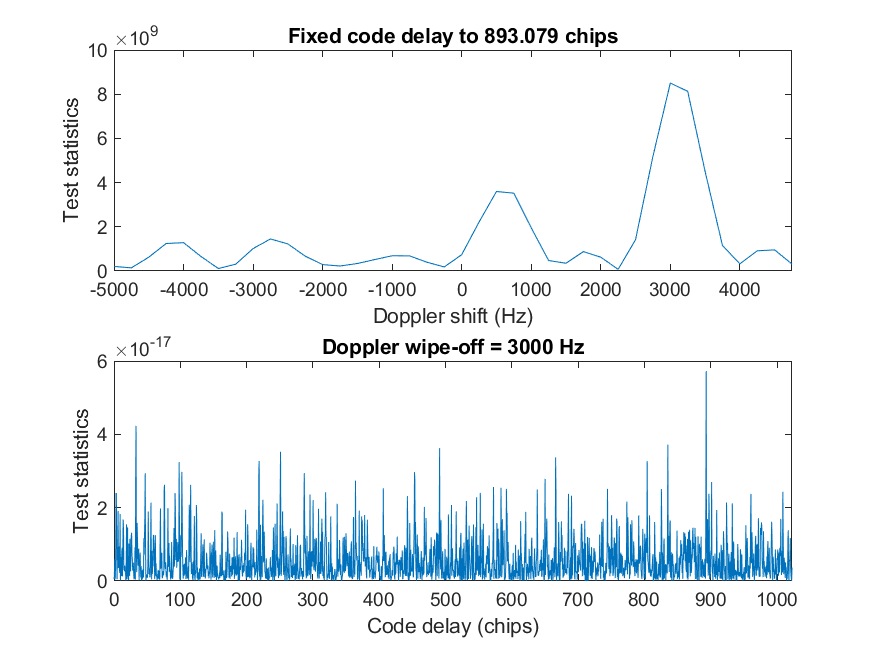 ×10^9
Fixed code delay to 893.079 chips
10
8
6
4
2
0
Test statistics
-5000 -4000 -3000 -2000 -1000 0 1000 2000 3000 4000
Doppler shift (Hz)
×10^-17
Doppler wipe-off = 3000 Hz
6
4
2
0
Test statistics
0 100 200 300 400 500 600 700 800 900 1000
Code delay (chips)